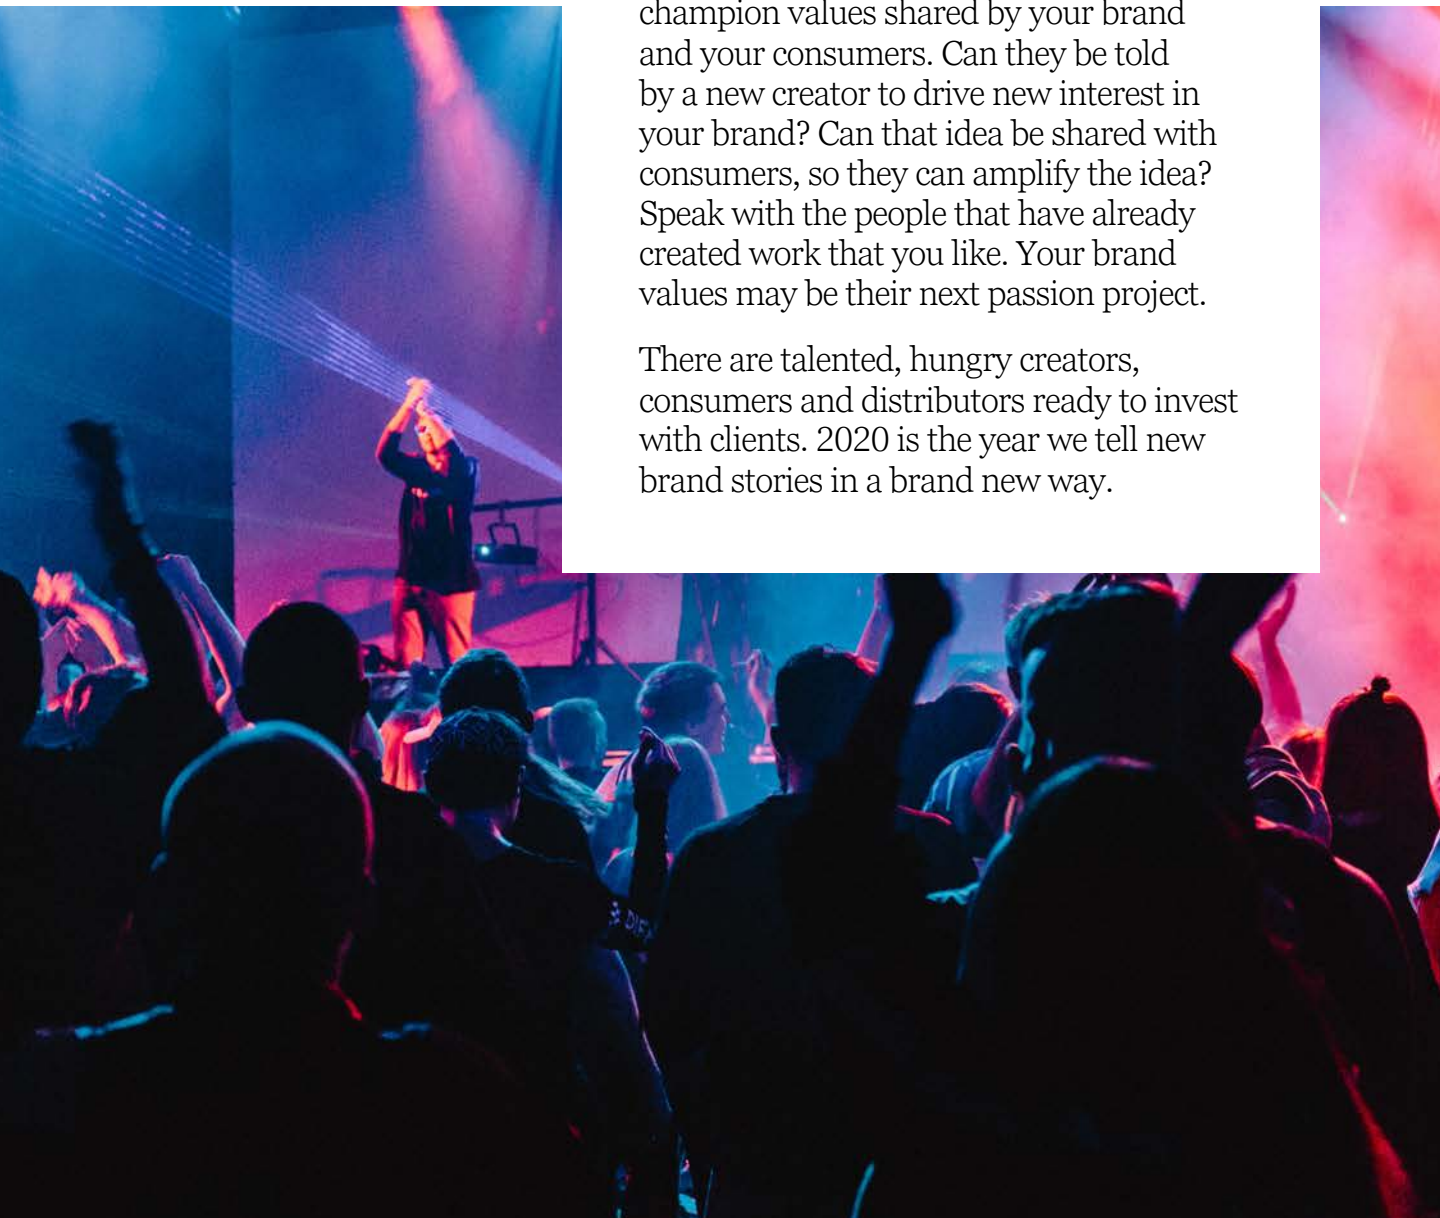 champion values shared by your brand
and your consumers. Can they be told
by a new creator to drive new interest in
your brand? Can that idea be shared with
consumers, so they can amplify the idea?
Speak with the people that have already
created work that you like. Your brand
values may be their next passion project.
There are talented, hungry creators,
consumers and distributors ready to invest
with clients. 2020 is the year we tell new
brand stories in a brand new way.